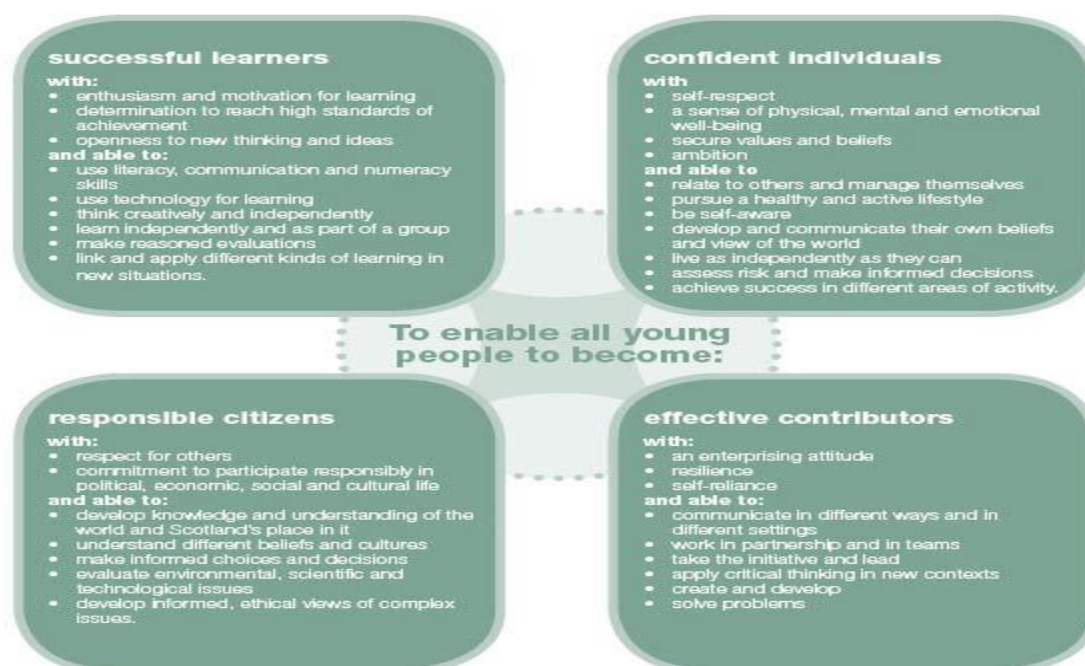 successful learners
with:
• enthusiasm and motivation for learning
• determination to reach high standards of
achievement
• openness to new thinking and ideas
and able to:
• use literacy, communication and numeracy
skills
• use technology for learning
• think creatively and independently
• learn independently and as part of a group
• make reasoned evaluations
• link and apply different kinds of learning in
new situations.
confident individuals
with
• self-respect
• a sense of physical, mental and emotional
well-being
• secure values and beliefs
• ambition
and able to
• relate to others and manage themselves
• pursue a healthy and active lifestyle
• be self-aware
• develop and communicate their own beliefs
and view of the world
• live as independently as they can
• assess risk and make informed decisions
• achieve success in different areas of activity.
To enable all young
people to become:
responsible citizens
with:
• respect for others
• commitment to participate responsibly in
political, economic, social and cultural life
and able to:
• develop knowledge and understanding of the
world and Scotland's place in it
• understand different beliefs and cultures
• make informed choices and decisions
• evaluate environmental, scientific and
technological issues
• develop informed, ethical views of complex
issues.
effective contributors
with:
• an enterprising attitude
• resilience
• self-reliance
and able to:
• communicate in different ways and in
different settings
• work in partnership and in teams
• take the initiative and lead
• apply critical thinking in new contexts
• create and develop
• solve problems